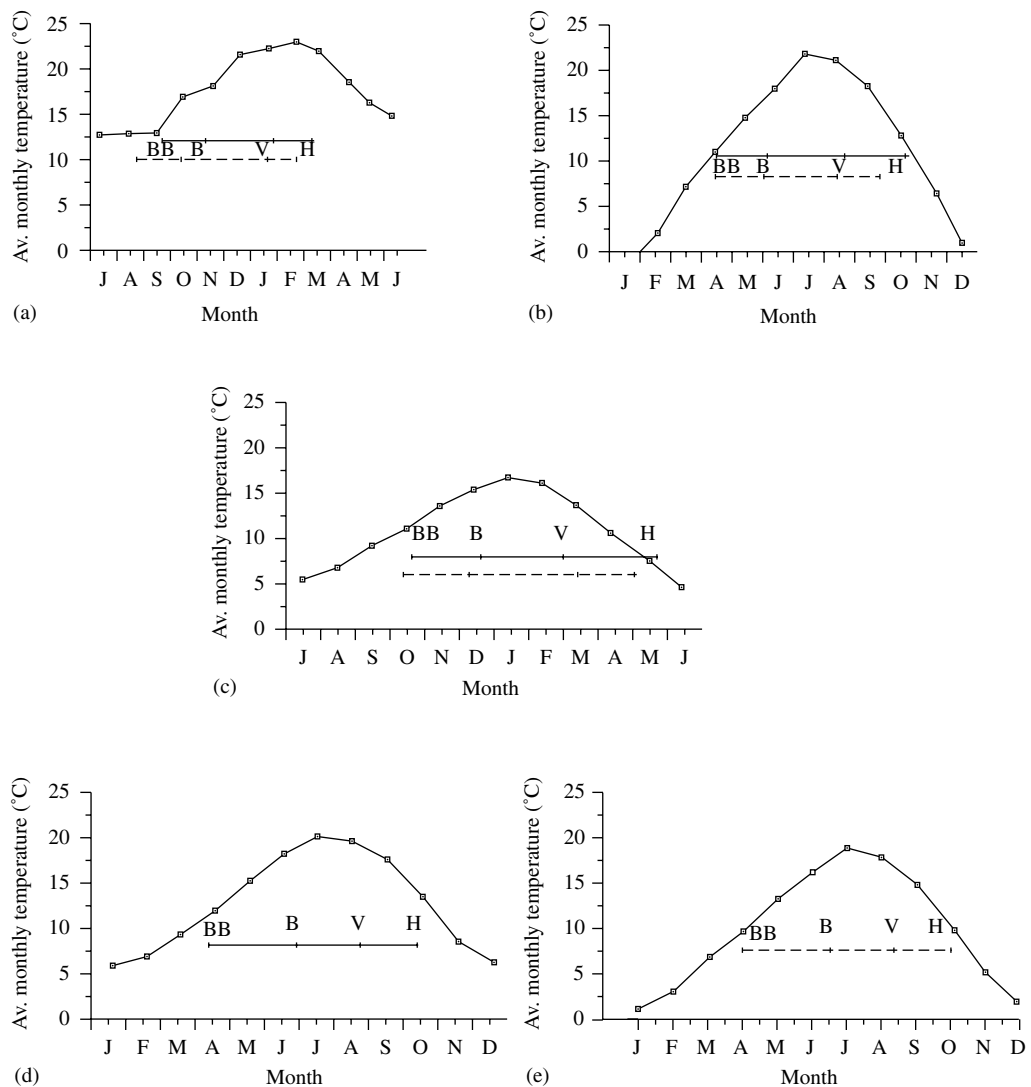 Av. monthly temperature (˚C)
25
20
15
10
5
0
BB B V H
J A S O N D J F M A M J
Month
(a)
Av. monthly temperature (˚C)
25
20
15
10
5
0
BB B V H
J F M A M J J A S O N D
Month
(b)
Av. monthly temperature (˚C)
25
20
15
10
5
0
BB B V H
J A S O N D J F M A M J
Month
(c)
Av. monthly temperature (˚C)
25
20
15
10
5
0
BB B V H
J F M A M J J A S O N D
Month
(d)
Av. monthly temperature (˚C)
25
20
15
10
5
0
BB B V H
J F M A M J J A S O N D
Month
(e)